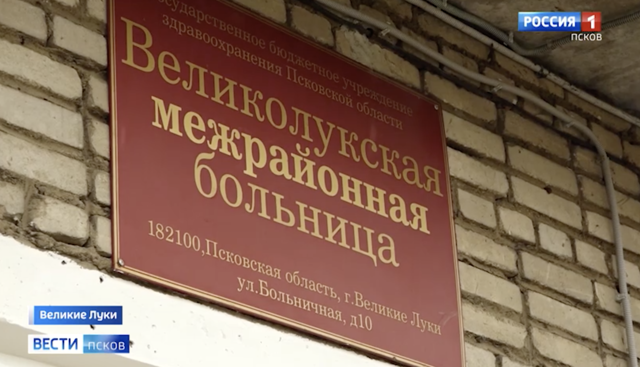 РОССИЯ 1
ПСКОВ
Государственное бюджетное учреждение
здравоохранения Псковской области
Великолукская
межрайонная
больница
182100,Псковская область, г.Великие Луки
ул.Больничная, д10
Великие Луки
ВЕСТИ ПСКОВ